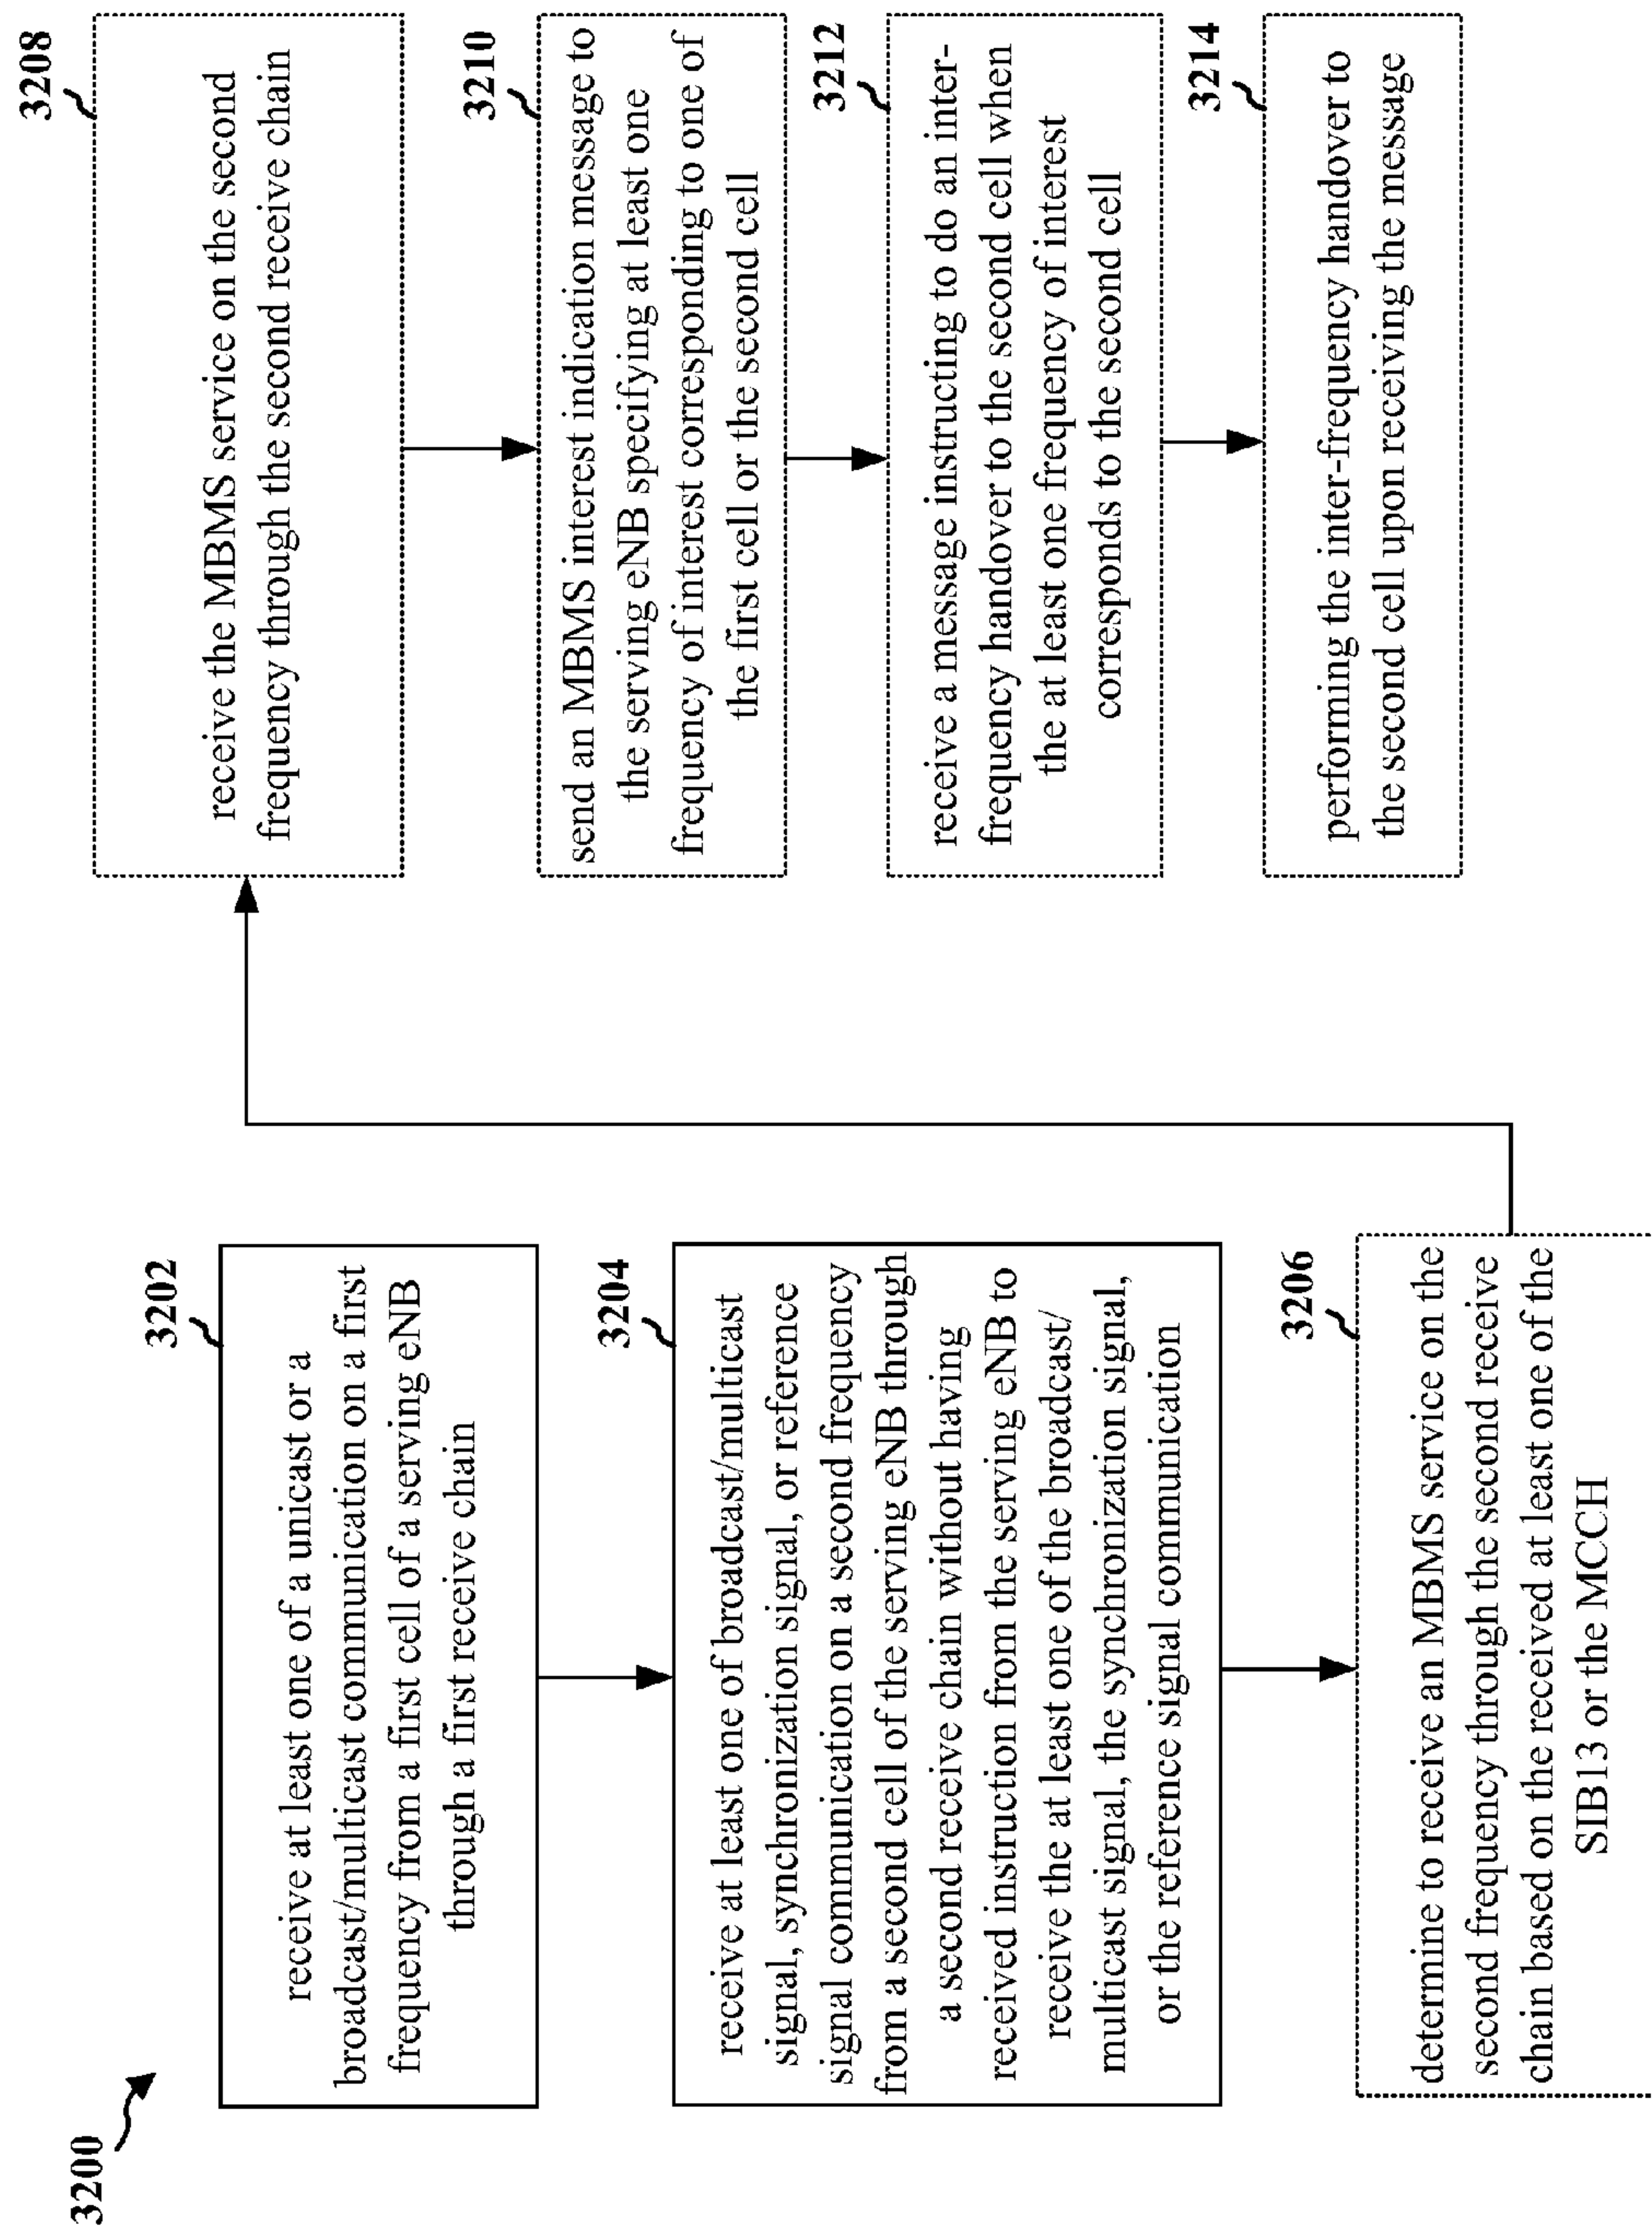 3200
3202
receive at least one of a unicast or a
broadcast/multicast communication on a first
frequency from a first cell of a serving eNB
through a first receive chain
3204
receive at least one of broadcast/multicast
signal, synchronization signal, or reference
signal communication on a second frequency
from a second cell of the serving eNB through
a second receive chain without having
received instruction from the serving eNB to
receive the at least one of the broadcast/
multicast signal, the synchronization signal,
or the reference signal communication
3206
determine to receive an MBMS service on the
second frequency through the second receive
chain based on the received at least one of the
SIB13 or the MCCH
3208
receive the MBMS service on the second
frequency through the second receive chain
3210
send an MBMS interest indication message to
the serving eNB specifying at least one
frequency of interest corresponding to one of
the first cell or the second cell
3212
receive a message instructing to do an inter-
frequency handover to the second cell when
the at least one frequency of interest
corresponds to the second cell
3214
performing the inter-frequency handover to
the second cell upon receiving the message